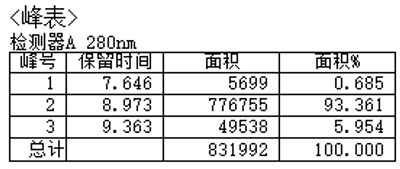 <峰表>
检测器A 280nm
峰号 保留时间 面积 面积%
1 7.646 5699 0.685
2 8.973 776755 93.361
3 9.363 49538 5.954
总计 831992 100.000